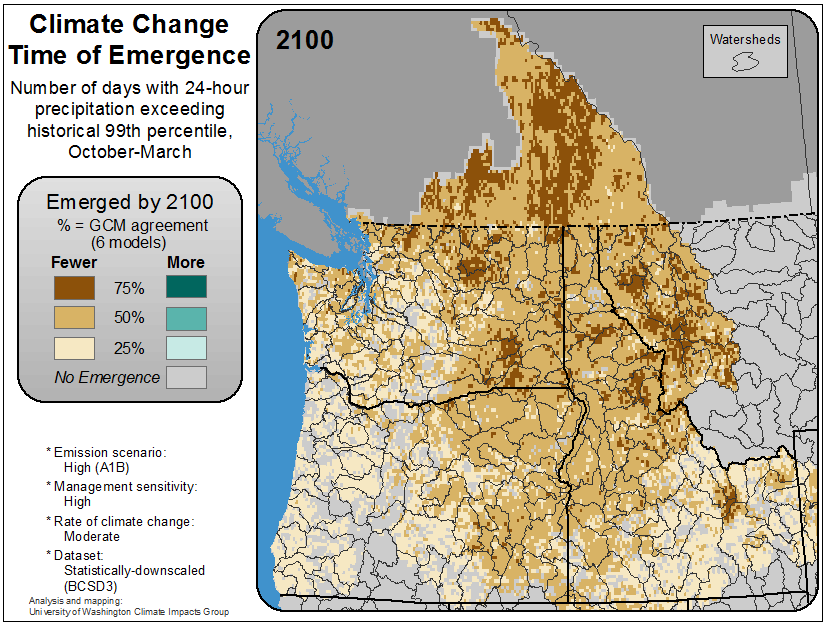 Climate Change
Time of Emergence
Number of days with 24-hour
precipitation exceeding
historical 99th percentile,
October-March
Emerged by 2100
% = GCM agreement
(6 models)
Fewer More
75%
50%
25%
No Emergence
* Emission scenario:
High (A1B)
* Management sensitivity:
High
* Rate of climate change:
Moderate
* Dataset:
Statistically-downscaled
(BCSD3)
Analysis and mapping:
University of Washington Climate Impacts Group
2100
Watersheds